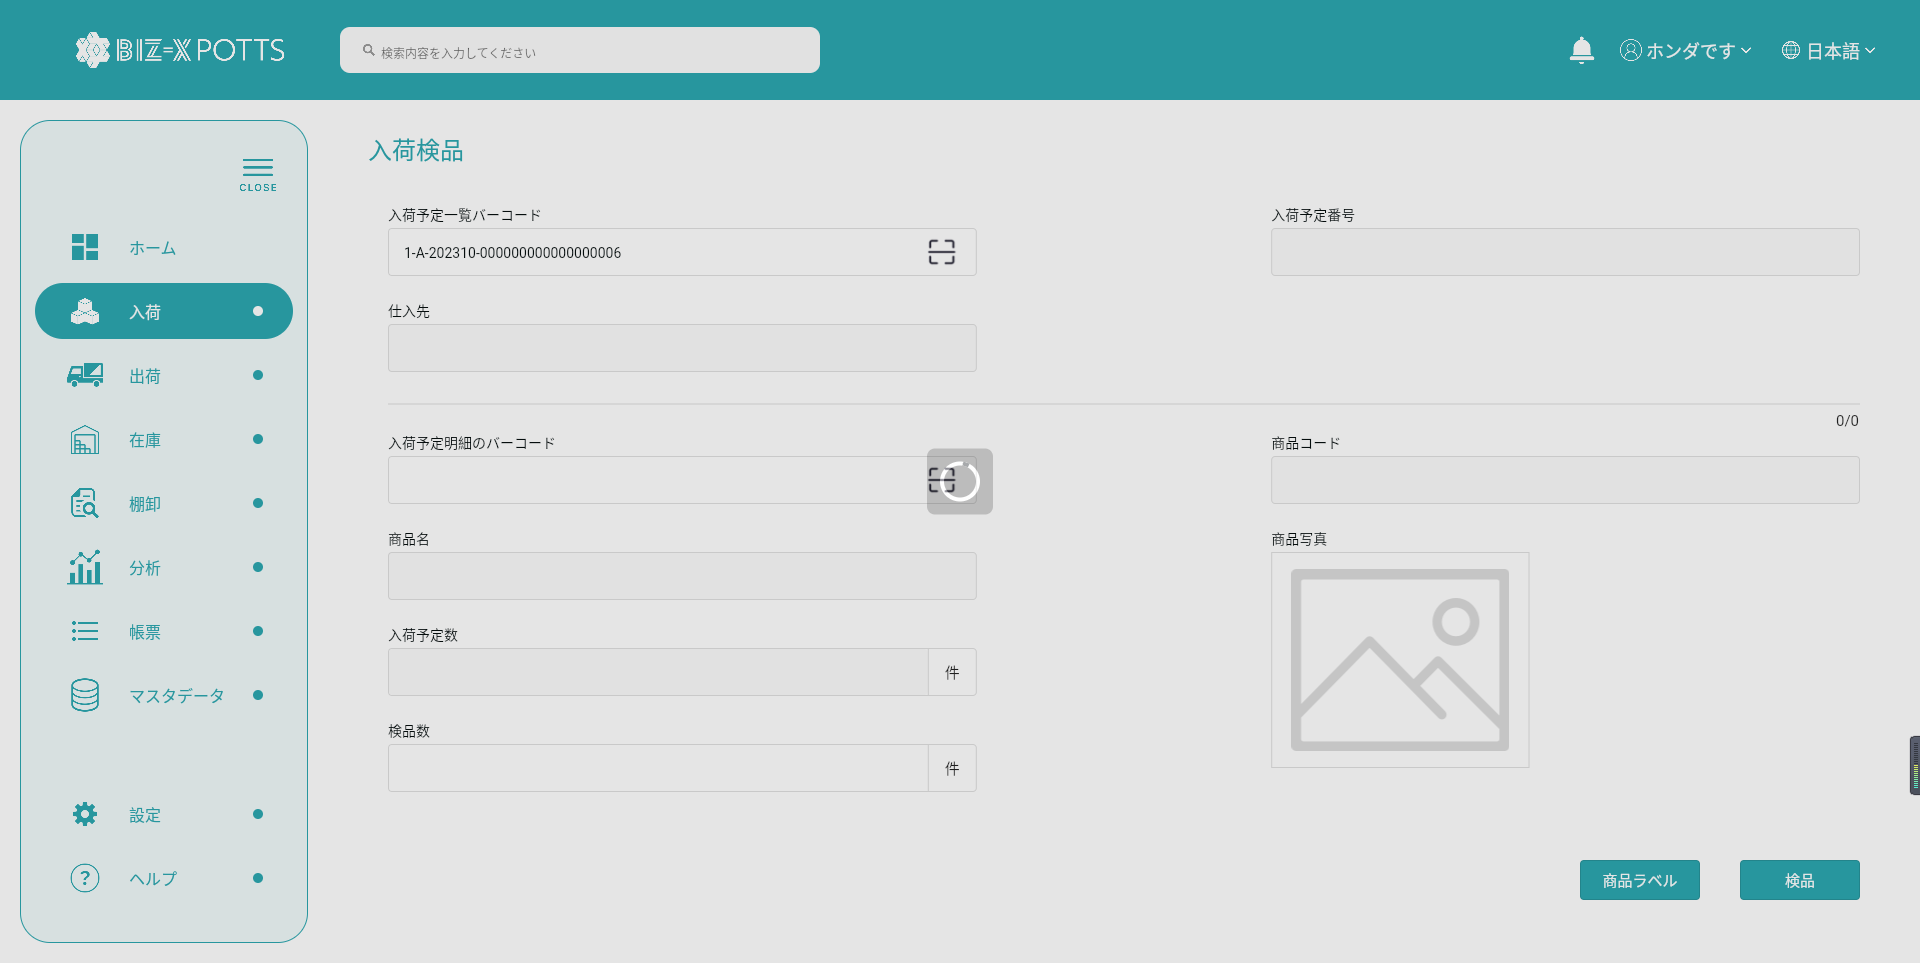 BIZ=X POTTS
検索内容を入力してください
ホンダです
日本語
CLOSE
ホーム
入荷
出荷
在庫
棚卸
分析
帳票
マスタデータ
設定
ヘルプ
入荷検品
入荷予定一覧バーコード
1-A-202310-000000000000000006
入荷予定番号
仕入先
0/0
入荷予定明細のバーコード
商品コード
商品名
商品写真
入荷予定数
件
検品数
件
商品ラベル
検品